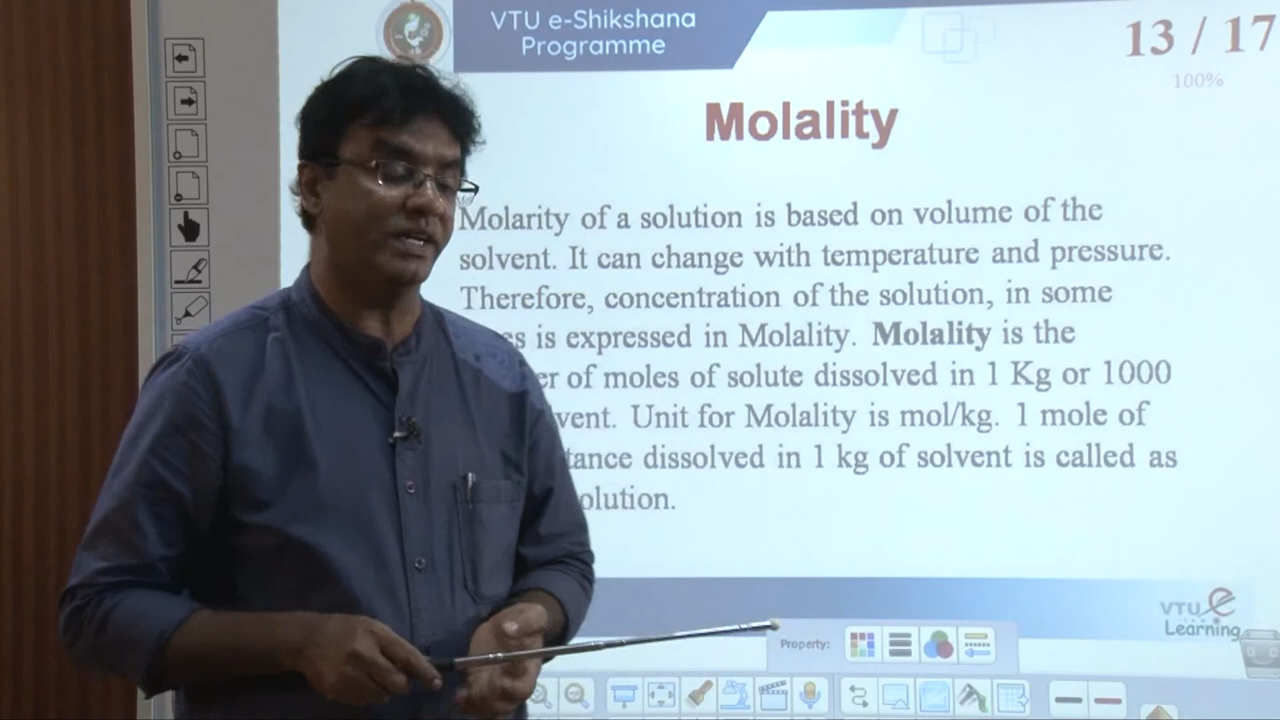 VTU e-Shikshana
Programme
13 / 17
100%
Molality
Molarity of a solution is based on volume of the
solvent. It can change with temperature and pressure.
Therefore, concentration of the solution, in some
es is expressed in Molality. Molality is the
er of moles of solute dissolved in 1 Kg or 1000
vent. Unit for Molality is mol/kg. 1 mole of
tance dissolved in 1 kg of solvent is called as
olution.
VTU e
Learning
Property: